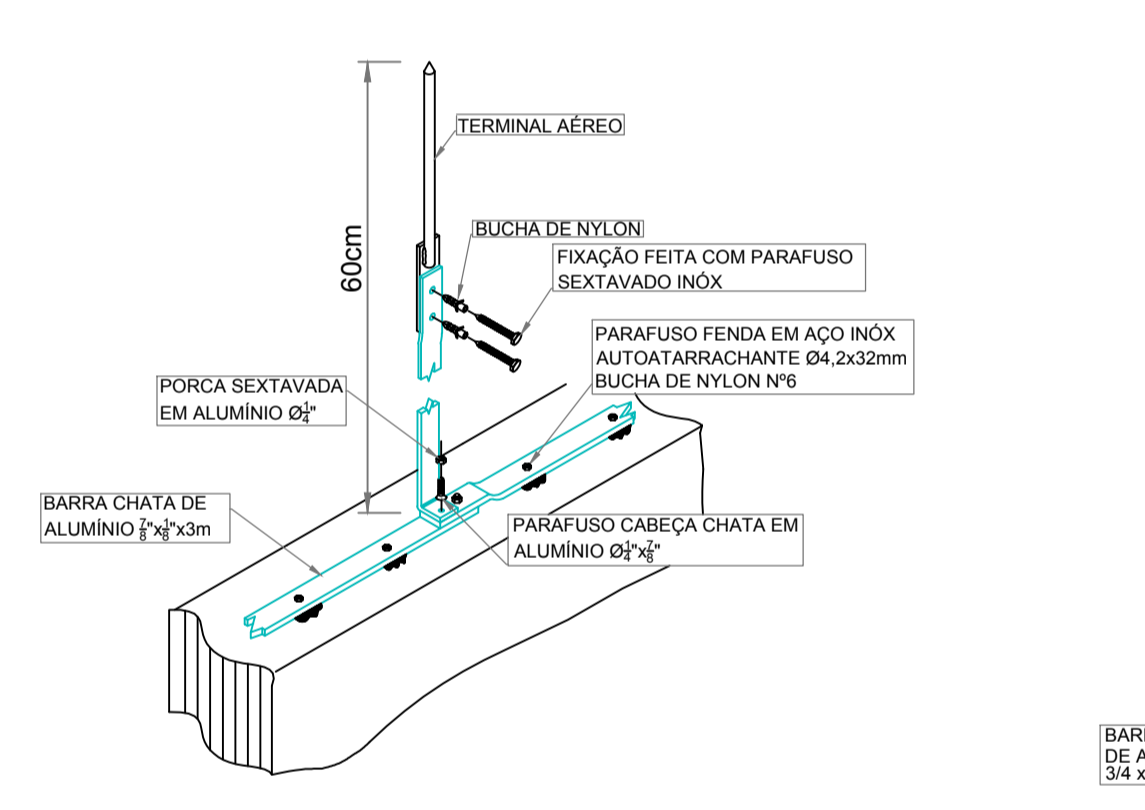 TERMINAL AÉREO
BUCHA DE NYLON
FIXAÇÃO FEITA COM PARAFUSO
SEXTAVADO INÓX
60cm
PARAFUSO FENDA EM AÇO INÓX
AUTOATARRACHANTE Ø4,2x32mm
BUCHA DE NYLON Nº6
PORCA SEXTAVADA
EM ALUMÍNIO Ø1/4"
BARRA CHATA DE
ALUMÍNIO 7/8"x1/8"x3m
PARAFUSO CABEÇA CHATA EM
ALUMÍNIO Ø1/4"x7/8"
DE A
3/4 x